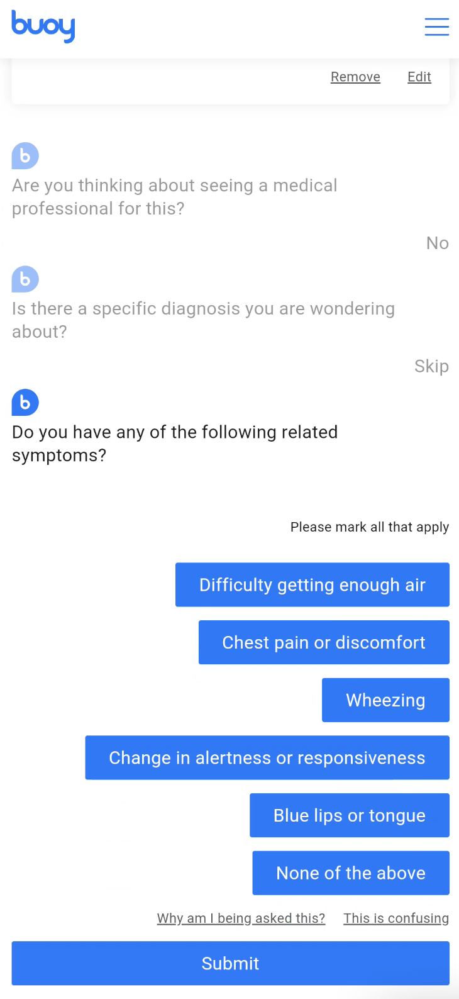 buoy
Remove Edit
b
Are you thinking about seeing a medical
professional for this?
No
b
Is there a specific diagnosis you are wondering
about?
Skip
b
Do you have any of the following related
symptoms?
Please mark all that apply
Difficulty getting enough air
Chest pain or discomfort
Wheezing
Change in alertness or responsiveness
Blue lips or tongue
None of the above
Why am I being asked this? This is confusing
Submit